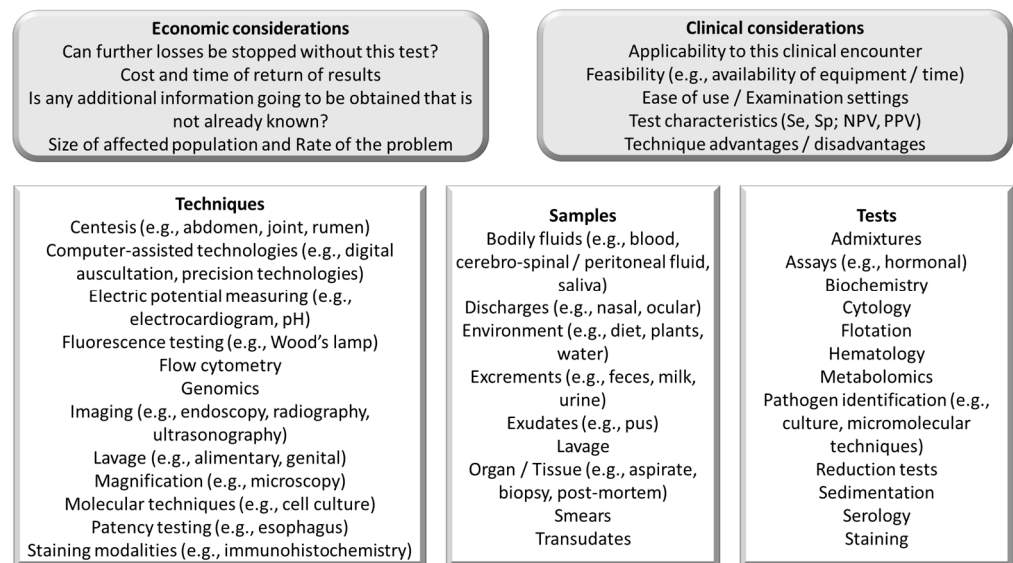 Economic considerations
Can further losses be stopped without this test?
Cost and time of return of results
Is any additional information going to be obtained that is
not already known?
Size of affected population and Rate of the problem
Clinical considerations
Applicability to this clinical encounter
Feasibility (e.g., availability of equipment / time)
Ease of use / Examination settings
Test characteristics (Se, Sp; NPV, PPV)
Technique advantages / disadvantages
Techniques
Centesis (e.g., abdomen, joint, rumen)
Computer-assisted technologies (e.g., digital
auscultation, precision technologies)
Electric potential measuring (e.g.,
electrocardiogram, pH)
Fluorescence testing (e.g., Wood's lamp)
Flow cytometry
Genomics
Imaging (e.g., endoscopy, radiography,
ultrasonography)
Lavage (e.g., alimentary, genital)
Magnification (e.g., microscopy)
Molecular techniques (e.g., cell culture)
Patency testing (e.g., esophagus)
Staining modalities (e.g., immunohistochemistry)
Samples
Bodily fluids (e.g., blood,
cerebro-spinal / peritoneal fluid,
saliva)
Discharges (e.g., nasal, ocular)
Environment (e.g., diet, plants,
water)
Excrements (e.g., feces, milk,
urine)
Exudates (e.g., pus)
Lavage
Organ / Tissue (e.g., aspirate,
biopsy, post-mortem)
Smears
Transudates
Tests
Admixtures
Assays (e.g., hormonal)
Biochemistry
Cytology
Flotation
Hematology
Metabolomics
Pathogen identification (e.g.,
culture, micromolecular
techniques)
Reduction tests
Sedimentation
Serology
Staining